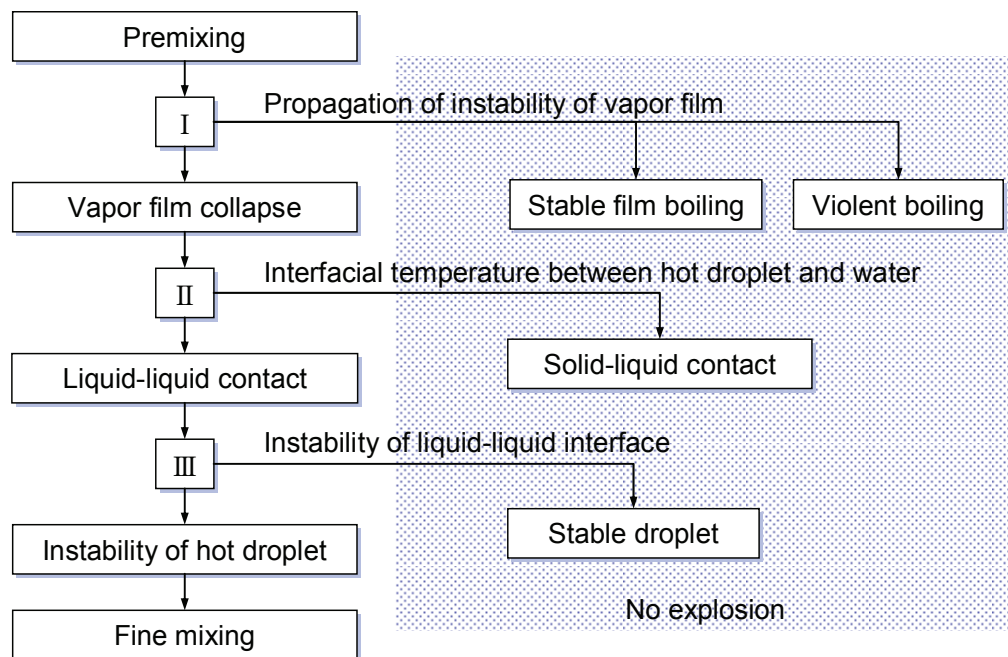 Premixing
Propagation of instability of vapor film
Ⅰ
Vapor film collapse
Stable film boiling
Violent boiling
Interfacial temperature between hot droplet and water
Ⅱ
Liquid-liquid contact
Solid-liquid contact
Instability of liquid-liquid interface
Ⅲ
Instability of hot droplet
Stable droplet
No explosion
Fine mixing